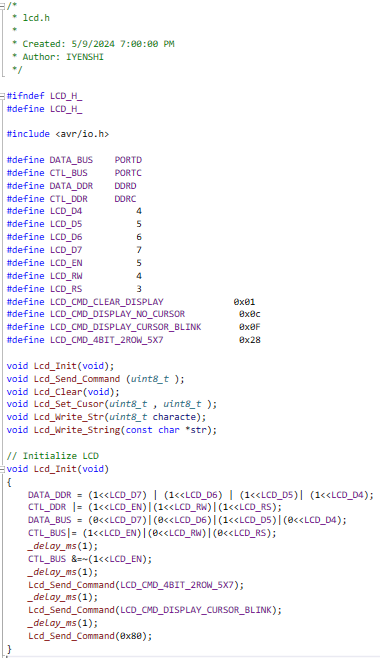 /*
 * lcd.h
 *
 * Created: 5/9/2024 7:00:00 PM
 * Author: IYENSHI
 */
#ifndef LCD_H_
#define LCD_H_
#include <avr/io.h>
#define DATA_BUS    PORTD
#define CTL_BUS     PORTC
#define DATA_DDR    DDRD
#define CTL_DDR     DDRC
#define LCD_D4          4
#define LCD_D5          5
#define LCD_D6          6
#define LCD_D7          7
#define LCD_EN          5
#define LCD_RW          4
#define LCD_RS          3
#define LCD_CMD_CLEAR_DISPLAY             0x01
#define LCD_CMD_DISPLAY_NO_CURSOR          0x0c
#define LCD_CMD_DISPLAY_CURSOR_BLINK       0x0F
#define LCD_CMD_4BIT_2ROW_5X7              0x28
void Lcd_Init(void);
void Lcd_Send_Command (uint8_t );
void Lcd_Clear(void);
void Lcd_Set_Cusor(uint8_t , uint8_t );
void Lcd_Write_Str(uint8_t characte);
void Lcd_Write_String(const char *str);
// Initialize LCD
void Lcd_Init(void)
{
    DATA_DDR = (1<<LCD_D7) | (1<<LCD_D6) | (1<<LCD_D5)| (1<<LCD_D4);
    CTL_DDR |= (1<<LCD_EN)|(1<<LCD_RW)|(1<<LCD_RS);
    DATA_BUS = (0<<LCD_D7)|(0<<LCD_D6)|(1<<LCD_D5)|(0<<LCD_D4);
    CTL_BUS|= (1<<LCD_EN)|(0<<LCD_RW)|(0<<LCD_RS);
    _delay_ms(1);
    CTL_BUS &=~(1<<LCD_EN);
    _delay_ms(1);
    Lcd_Send_Command(LCD_CMD_4BIT_2ROW_5X7);
    _delay_ms(1);
    Lcd_Send_Command(LCD_CMD_DISPLAY_CURSOR_BLINK);
    _delay_ms(1);
    Lcd_Send_Command(0x80);
}